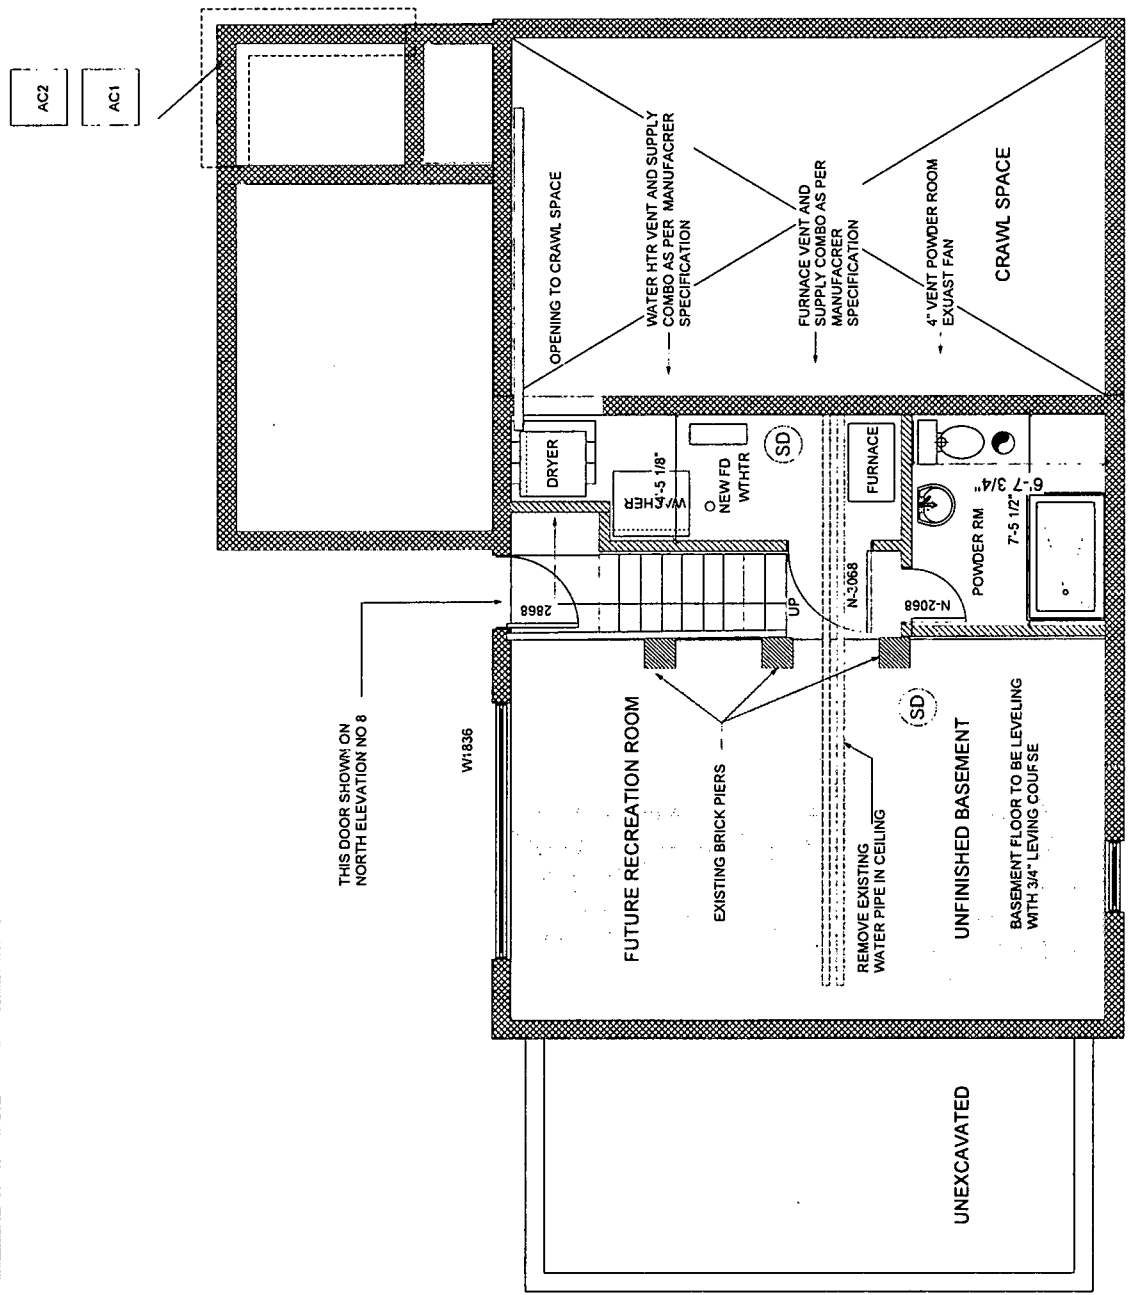 AC2
AC1
OPENING TO CRAWL SPACE
WATER HTR VENT AND SUPPLY
COMBO AS PER MANUFACRER
SPECIFICATION
FURNACE VENT AND
SUPPLY COMBO AS PER
MANUFACRER
SPECIFICATION
4" VENT POWDER ROOM
EXUAST FAN
CRAWL SPACE
DRYER
5 1/8"
NEW FD
WTHTR
SD
FURNACE
6'-7 3/4"
7'-5 1/2"
POWDER RM
2868
UP
N-3068
N-2068
THIS DOOR SHOWN ON
NORTH ELEVATION NO 8
W1836
FUTURE RECREATION ROOM
EXISTING BRICK PIERS
REMOVE EXISTING
WATER PIPE IN CEILING
SD
UNFINISHED BASEMENT
BASEMENT FLOOR TO BE LEVELING
WITH 3/4" LEVING COURSE
UNEXCAVATED